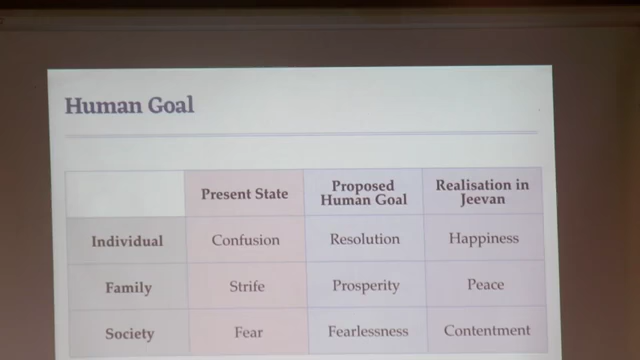 Human Goal
Present State
Proposed
Human Goal
Realisation in
Jeevan
Individual
Confusion
Resolution
Happiness
Family
Strife
Prosperity
Peace
Society
Fear
Fearlessness
Contentment